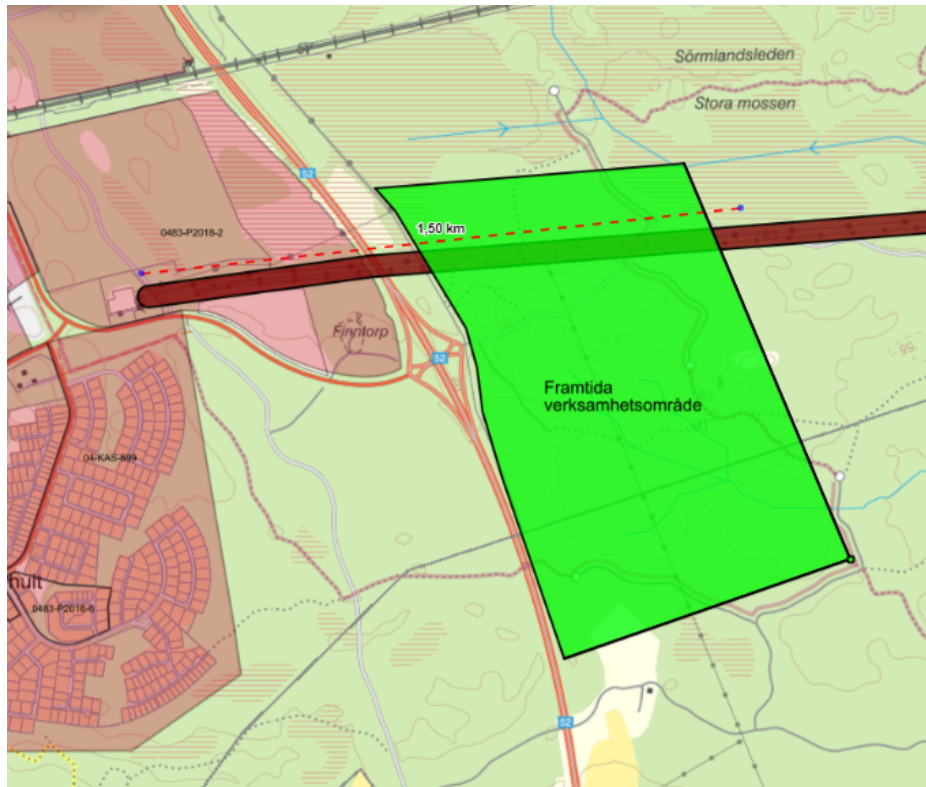 Sörmlandsleden
Stora mossen
52
0483-P2018-2
1,50 km
Finntorp
52
Framtida
verksamhetsområde
55
04-KAS-899
hult
0483-P2018-6
52